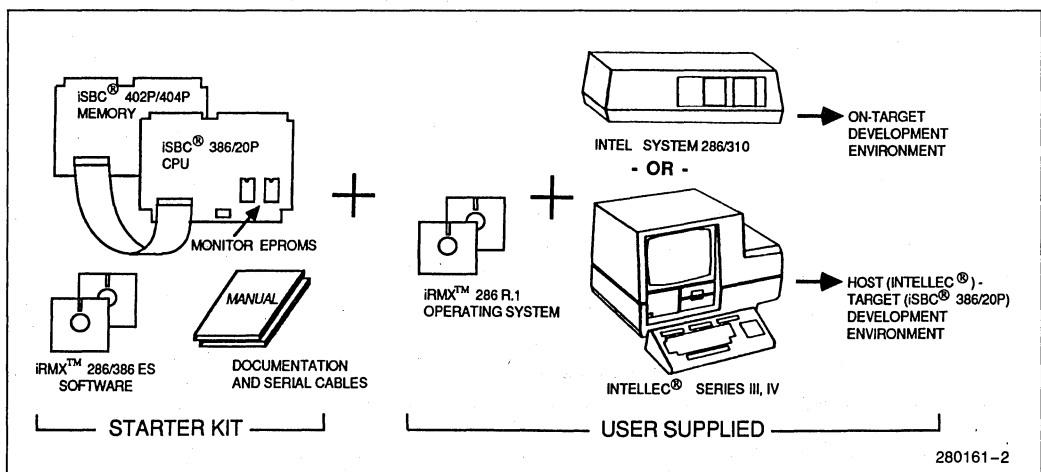 iSBC® 402P/404P
MEMORY
iSBC® 386/20P
CPU
MONITOR EPROMS
iRMX™ 286/386 ES
SOFTWARE
MANUAL
DOCUMENTATION
AND SERIAL CABLES
STARTER KIT
iRMX™ 286 R.1
OPERATING SYSTEM
INTEL SYSTEM 286/310
- OR -
INTELLEC® SERIES III, IV
ON-TARGET
DEVELOPMENT
ENVIRONMENT
HOST (INTELLEC®) -
TARGET (iSBC® 386/20P)
DEVELOPMENT
ENVIRONMENT
USER SUPPLIED
280161-2